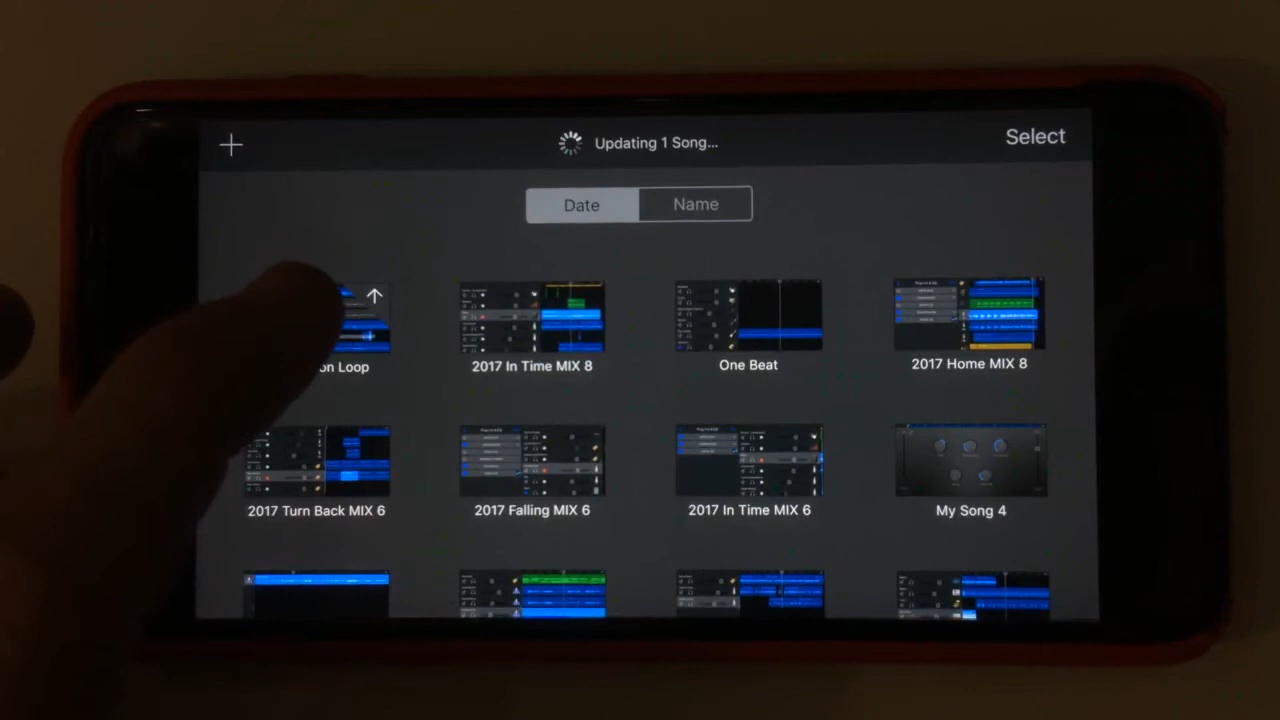 Updating 1 Song...
Select
Date
Name
on Loop
2017 In Time MIX 8
One Beat
2017 Home MIX 8
2017 Turn Back MIX 6
2017 Falling MIX 6
2017 In Time MIX 6
My Song 4